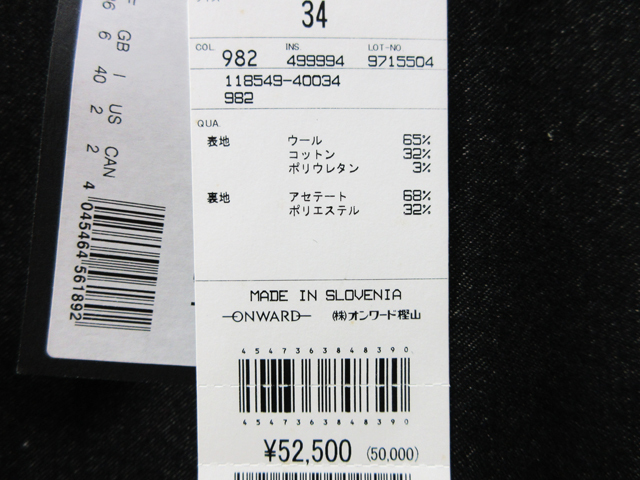 34
COL. 982 INS 499994 LOT-NO 9715504
118549-40034
982
QUA.
表地 ウール 65%
コットン 32%
ポリウレタン 3%
裏地 アセテート 68%
ポリエステル 32%
MADE IN SLOVENIA
ONWARD ㈱オンワード樫山
4547363848390
4547363848390
¥52,500 (50,000)
F GB I US CAN
6 40 2 2
4 045464 561892